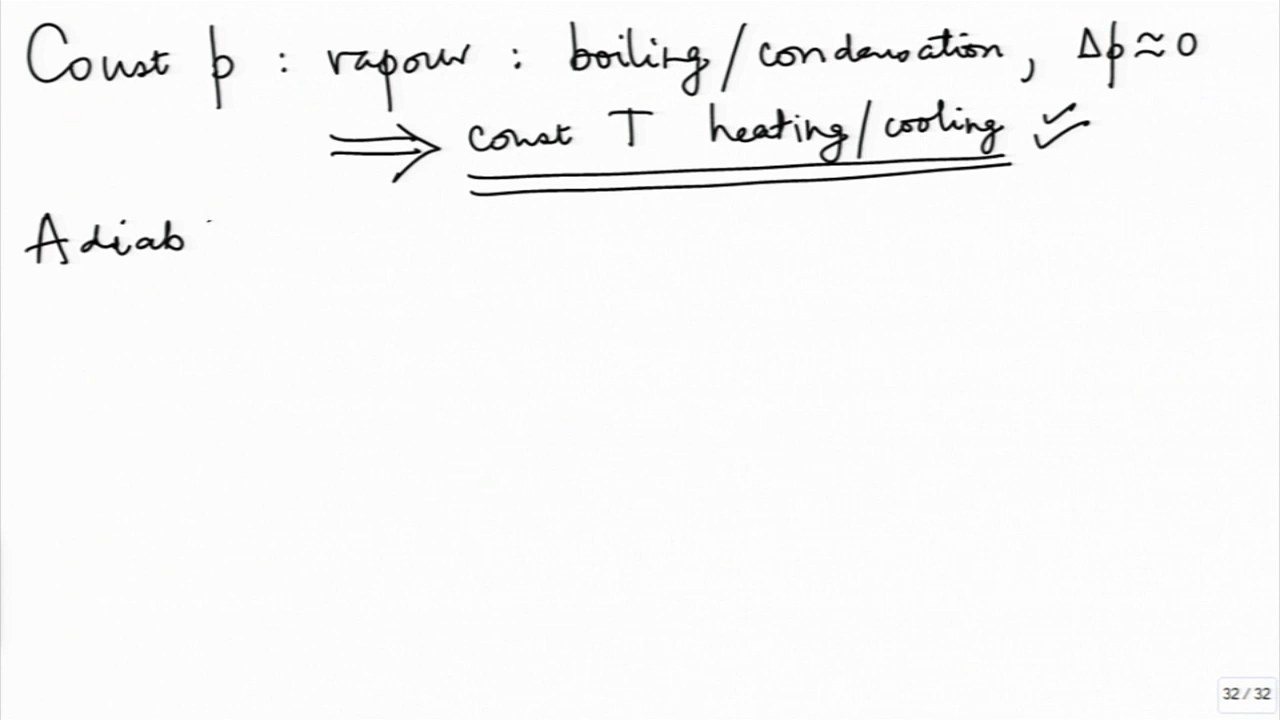 Const p : vapour : boiling/condensation, Δp ≈ 0
⇒ const T heating/cooling ✓
Adiab
32 / 32